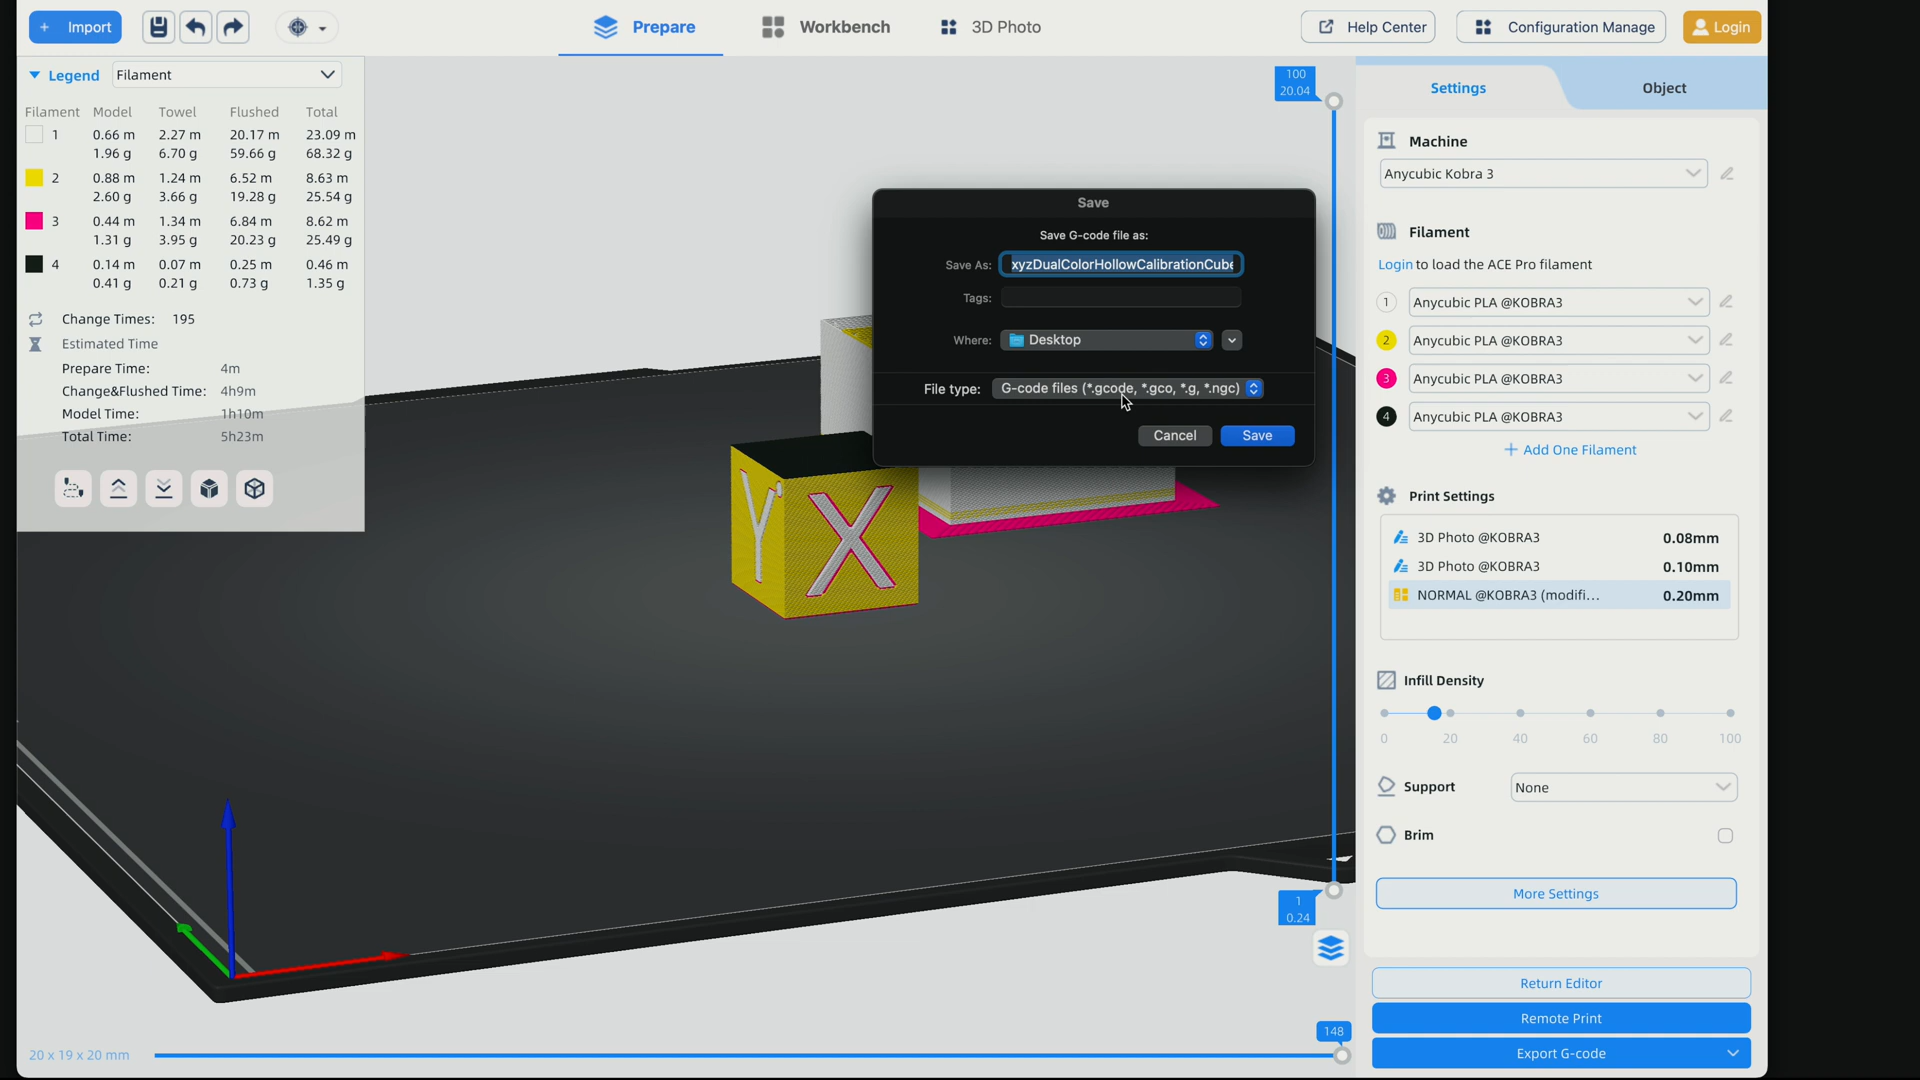 + Import
Prepare
Workbench
3D Photo
Help Center
Configuration Manage
Login
Legend
Filament
Filament Model Towel Flushed Total
1 0.66 m 2.27 m 20.17 m 23.09 m
1.96 g 6.70 g 59.66 g 68.32 g
2 0.88 m 1.24 m 6.52 m 8.63 m
2.60 g 3.66 g 19.28 g 25.54 g
3 0.44 m 1.34 m 6.84 m 8.62 m
1.31 g 3.95 g 20.23 g 25.49 g
4 0.14 m 0.07 m 0.25 m 0.46 m
0.41 g 0.21 g 0.73 g 1.35 g
Change Times: 195
Estimated Time
Prepare Time: 4m
Change&Flushed Time: 4h9m
Model Time: 1h10m
Total Time: 5h23m
100
20.04
Save
Save G-code file as:
Save As: xyzDualColorHollowCalibrationCube
Tags:
Where: Desktop
File type: G-code files (*.gcode, *.gco, *.g, *.ngc)
Cancel
Save
Y X
1
0.24
148
20 x 19 x 20 mm
Settings
Object
Machine
Anycubic Kobra 3
Filament
Login to load the ACE Pro filament
1 Anycubic PLA @KOBRA3
2 Anycubic PLA @KOBRA3
3 Anycubic PLA @KOBRA3
4 Anycubic PLA @KOBRA3
+ Add One Filament
Print Settings
3D Photo @KOBRA3 0.08mm
3D Photo @KOBRA3 0.10mm
NORMAL @KOBRA3 (modifi... 0.20mm
Infill Density
0 20 40 60 80 100
Support None
Brim
More Settings
Return Editor
Remote Print
Export G-code